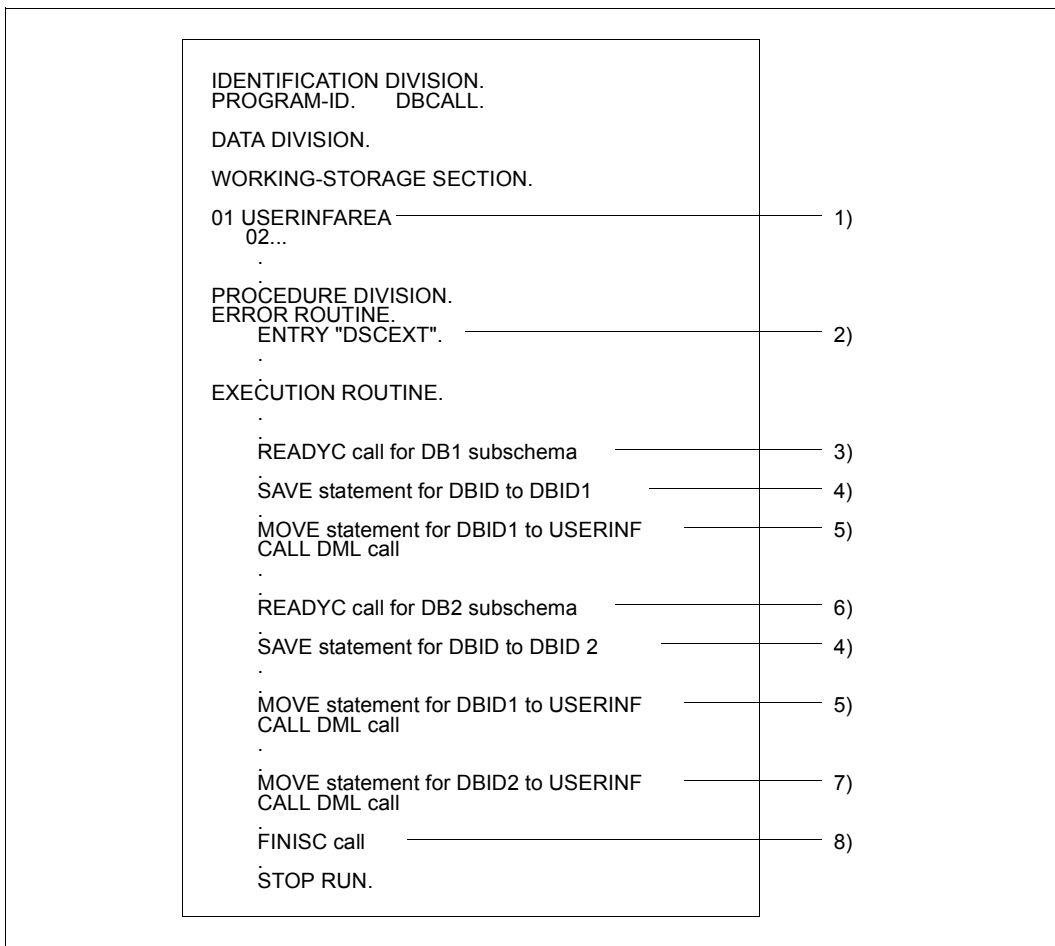 IDENTIFICATION DIVISION.
PROGRAM-ID. DBCALL.
DATA DIVISION.
WORKING-STORAGE SECTION.
01 USERINFAREA 1)
02...
.
.
PROCEDURE DIVISION.
ERROR ROUTINE.
ENTRY "DSCEXT". 2)
.
.
EXECUTION ROUTINE.
.
.
READYC call for DB1 subschema 3)
.
SAVE statement for DBID to DBID1 4)
.
MOVE statement for DBID1 to USERINF 5)
CALL DML call
.
.
READYC call for DB2 subschema 6)
.
SAVE statement for DBID to DBID 2 4)
.
.
MOVE statement for DBID1 to USERINF 5)
CALL DML call
.
.
MOVE statement for DBID2 to USERINF 7)
CALL DML call
.
FINISC call 8)
.
STOP RUN.